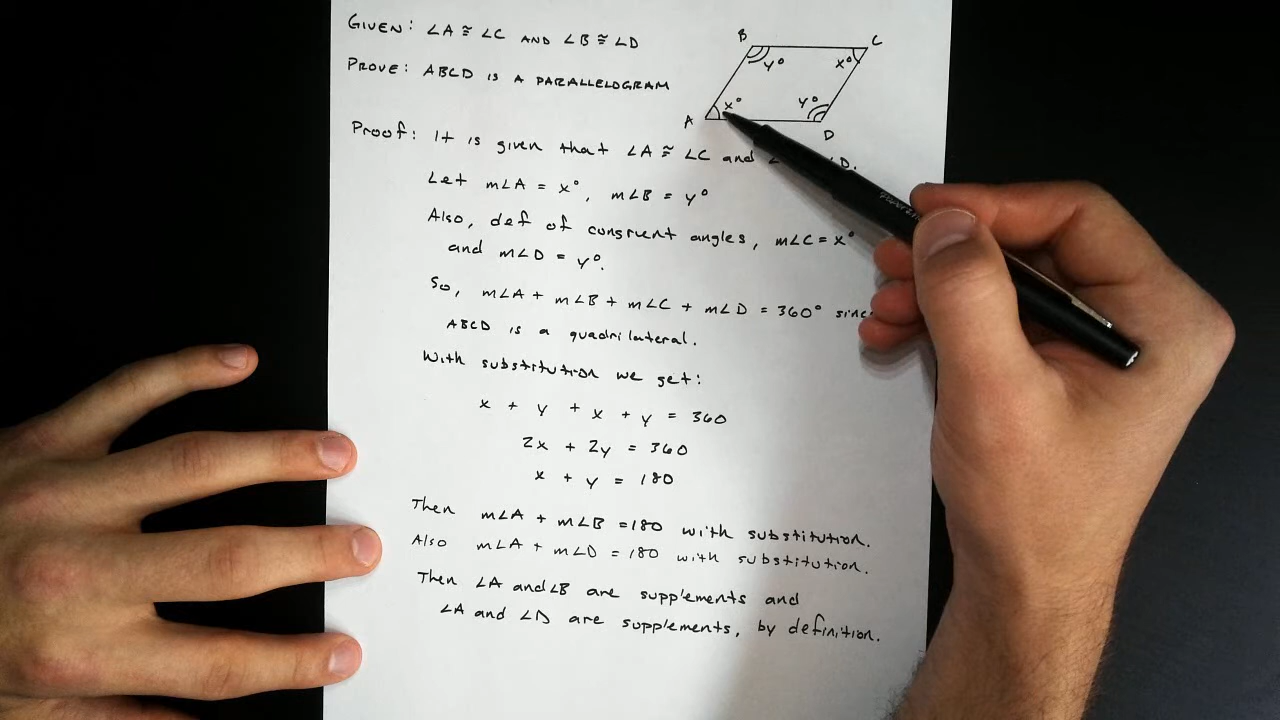 GIVEN: ∠A ≅ ∠C AND ∠B ≅ ∠D
PROVE: ABCD IS A PARALLELOGRAM
B
C
y°
x°
x°
y°
A
D
Proof: It is given that ∠A ≅ ∠C and ∠ D.
Let m∠A = x°, m∠B = y°
Also, def of congruent angles, m∠C = x°
and m∠D = y°.
So, m∠A + m∠B + m∠C + m∠D = 360°
ABCD is a quadrilateral.
With substitution we get:
x + y + x + y = 360
2x + 2y = 360
x + y = 180
Then m∠A + m∠B = 180 with substitution.
Also m∠A + m∠D = 180 with substitution.
Then ∠A and ∠B are supplements and
∠A and ∠D are supplements, by definition.